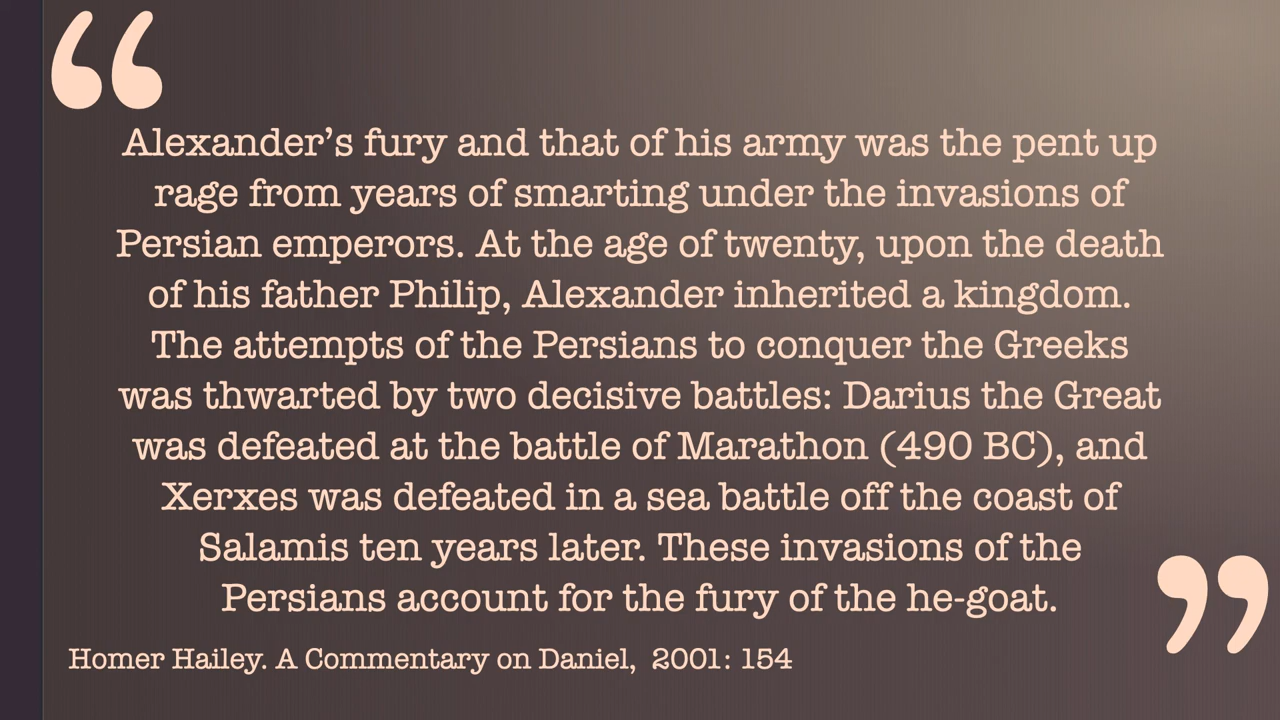 “
Alexander’s fury and that of his army was the pent up
rage from years of smarting under the invasions of
Persian emperors. At the age of twenty, upon the death
of his father Philip, Alexander inherited a kingdom.
The attempts of the Persians to conquer the Greeks
was thwarted by two decisive battles: Darius the Great
was defeated at the battle of Marathon (490 BC), and
Xerxes was defeated in a sea battle off the coast of
Salamis ten years later. These invasions of the
Persians account for the fury of the he-goat.
”
Homer Hailey. A Commentary on Daniel, 2001: 154